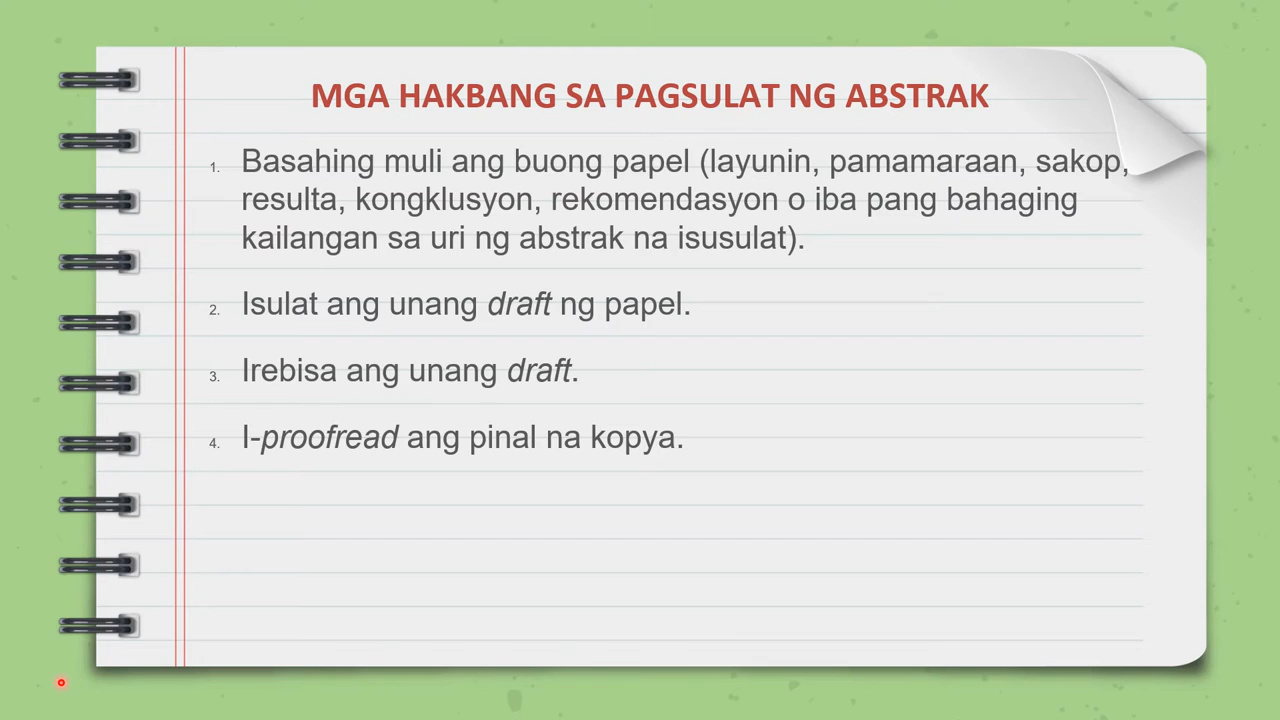 MGA HAKBANG SA PAGSULAT NG ABSTRAK
1. Basahing muli ang buong papel (layunin, pamamaraan, sakop,
resulta, kongklusyon, rekomendasyon o iba pang bahaging
kailangan sa uri ng abstrak na isusulat).
2. Isulat ang unang draft ng papel.
3. Irebisa ang unang draft.
4. I-proofread ang pinal na kopya.